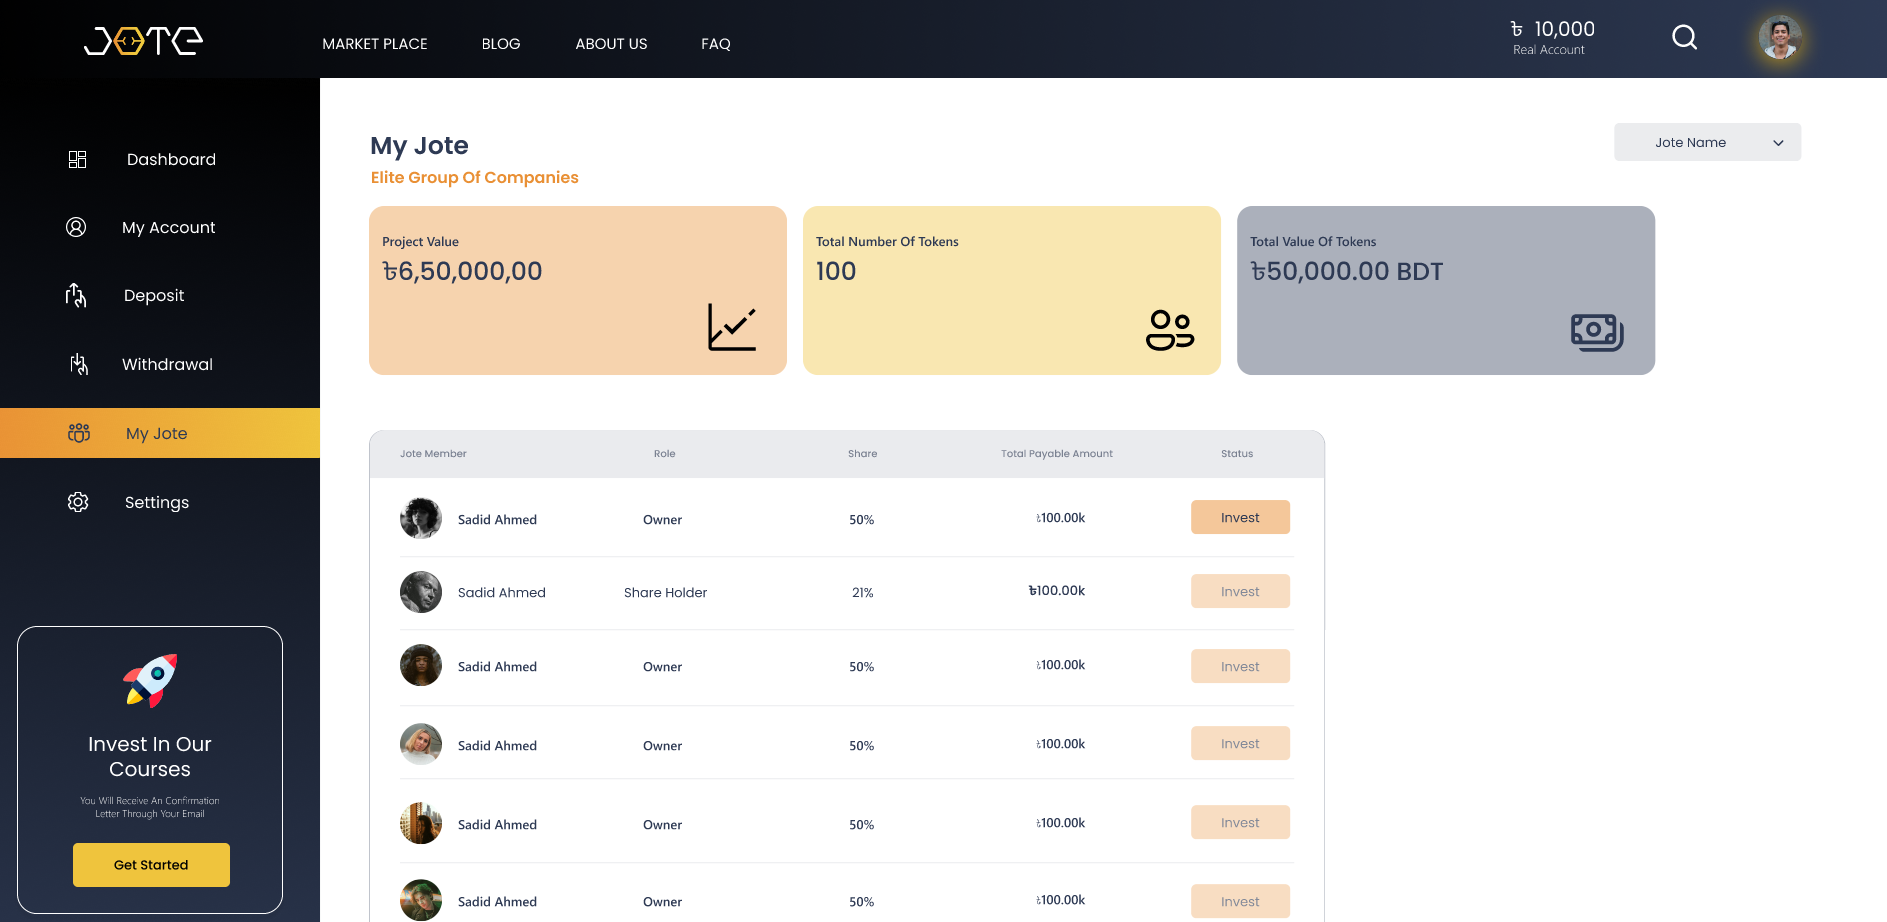 JOTE
MARKET PLACE
BLOG
ABOUT US
FAQ
৳ 10,000
Real Account
Dashboard
My Account
Deposit
Withdrawal
My Jote
Settings
Invest In Our
Courses
You Will Receive An Confirmation
Letter Through Your Email
Get Started
My Jote
Elite Group Of Companies
Jote Name
Project Value
৳6,50,000,00
Total Number Of Tokens
100
Total Value Of Tokens
৳50,000.00 BDT
Jote Member Role Share Total Payable Amount Status
Sadid Ahmed Owner 50% ৳100.00k Invest
Sadid Ahmed Share Holder 21% ৳100.00k Invest
Sadid Ahmed Owner 50% ৳100.00k Invest
Sadid Ahmed Owner 50% ৳100.00k Invest
Sadid Ahmed Owner 50% ৳100.00k Invest
Sadid Ahmed Owner 50% ৳100.00k Invest